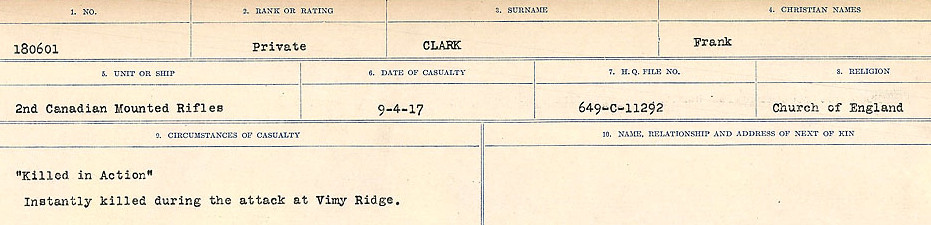 1. NO. 2. RANK OR RATING 3. SURNAME 4. CHRISTIAN NAMES
180601 Private CLARK Frank
5. UNIT OR SHIP 6. DATE OF CASUALTY 7. H.Q. FILE NO. 8. RELIGION
2nd Canadian Mounted Rifles 9-4-17 649-C-11292 Church of England
9. CIRCUMSTANCES OF CASUALTY 10. NAME, RELATIONSHIP AND ADDRESS OF NEXT OF KIN
"Killed in Action"
Instantly killed during the attack at Vimy Ridge.